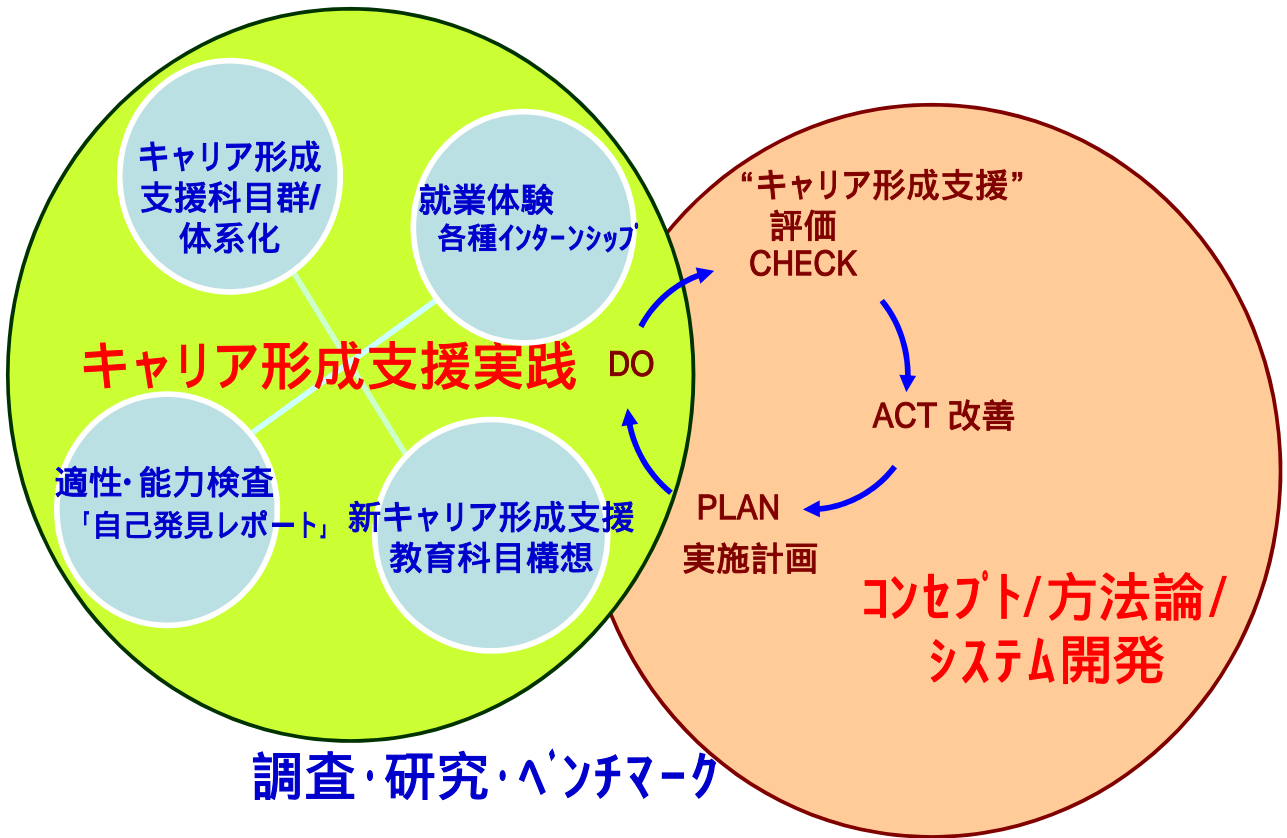 キャリア形成
支援科目群/
体系化
就業体験
各種ｲﾝﾀｰﾝｼｯﾌﾟ
キャリア形成支援実践
適性・能力検査
「自己発見レポート」
新キャリア形成支援
教育科目構想
DO
“キャリア形成支援”
評価
CHECK
ACT 改善
PLAN
実施計画
ｺﾝｾﾌﾟﾄ/方法論/
ｼｽﾃﾑ開発
調査・研究・ﾍﾞﾝﾁﾏｰｸ